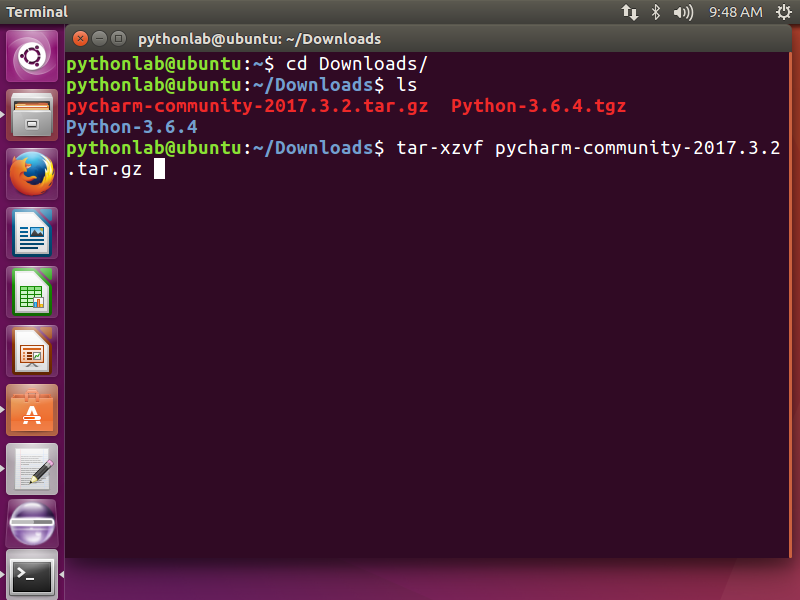 Terminal
9:48 AM
pythonlab@ubuntu: ~/Downloads
pythonlab@ubuntu:~$ cd Downloads/
pythonlab@ubuntu:~/Downloads$ ls
pycharm-community-2017.3.2.tar.gz  Python-3.6.4.tgz
Python-3.6.4
pythonlab@ubuntu:~/Downloads$ tar-xzvf pycharm-community-2017.3.2
.tar.gz